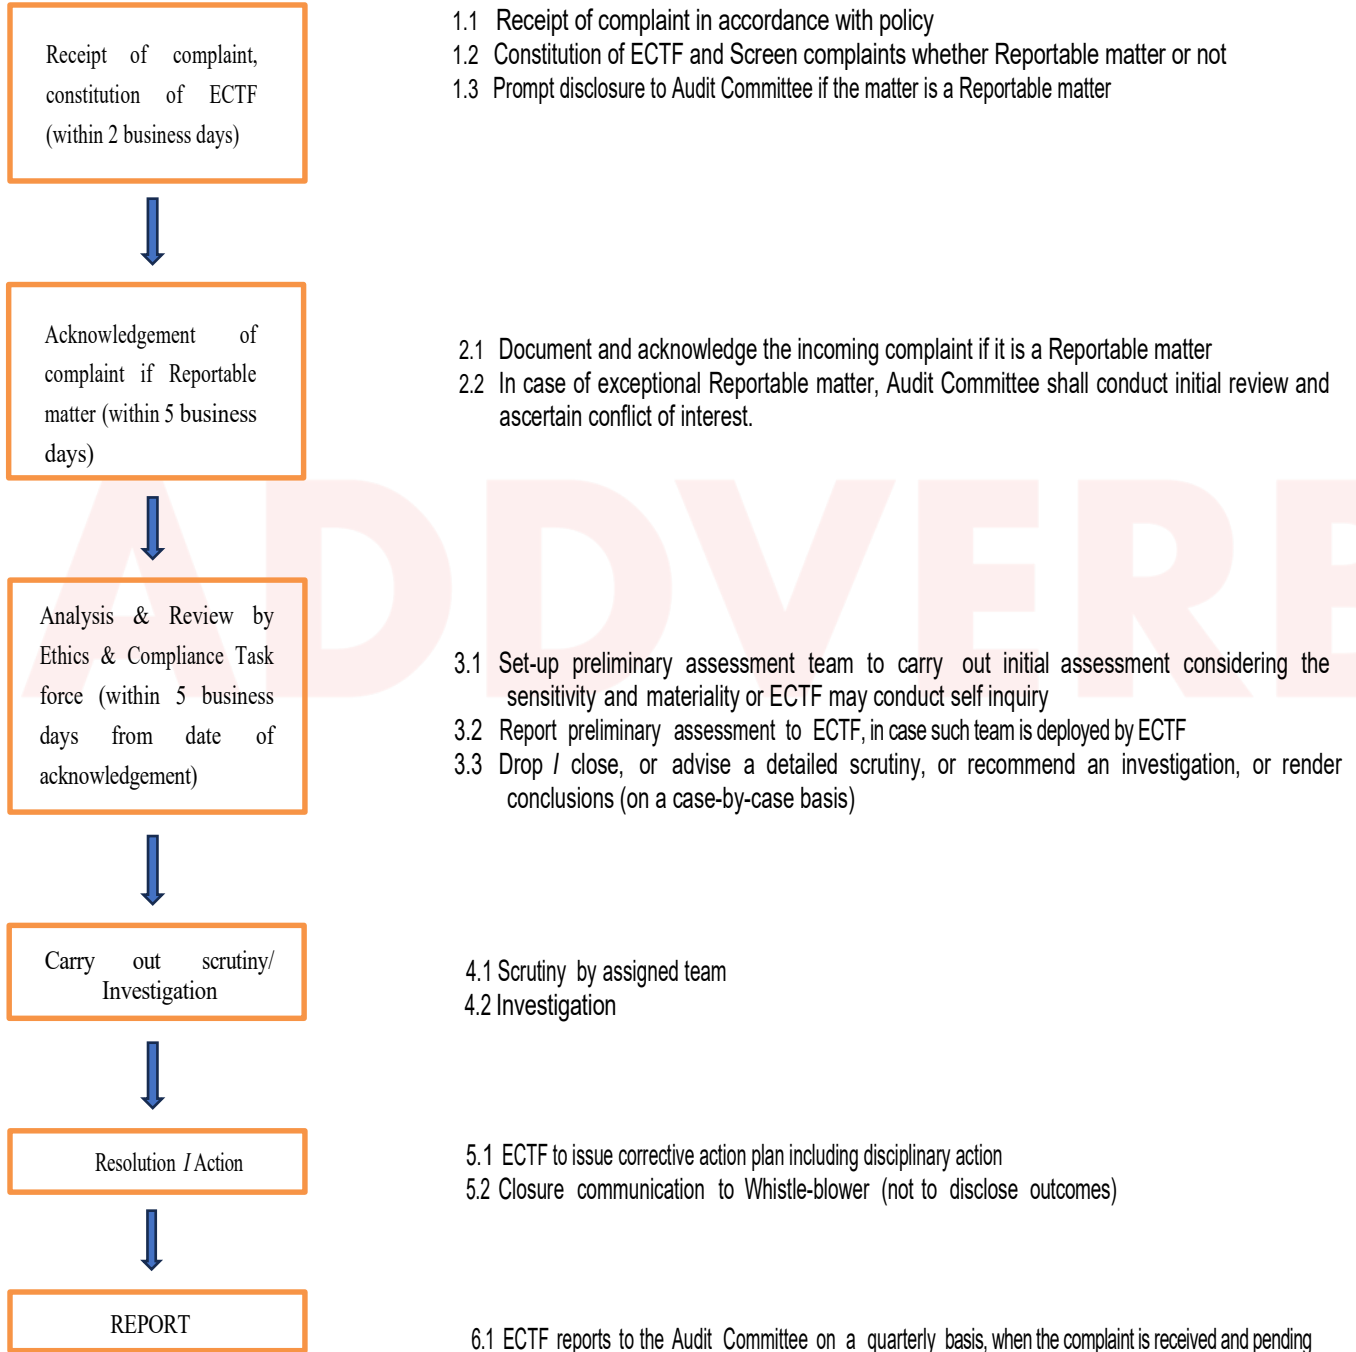 Receipt of complaint,
constitution of ECTF
(within 2 business days)
1.1 Receipt of complaint in accordance with policy
1.2 Constitution of ECTF and Screen complaints whether Reportable matter or not
1.3 Prompt disclosure to Audit Committee if the matter is a Reportable matter
Acknowledgement of
complaint if Reportable
matter (within 5 business
days)
2.1 Document and acknowledge the incoming complaint if it is a Reportable matter
2.2 In case of exceptional Reportable matter, Audit Committee shall conduct initial review and
ascertain conflict of interest.
ADDVERB
Analysis & Review by
Ethics & Compliance Task
force (within 5 business
days from date of
acknowledgement)
3.1 Set-up preliminary assessment team to carry out initial assessment considering the
sensitivity and materiality or ECTF may conduct self inquiry
3.2 Report preliminary assessment to ECTF, in case such team is deployed by ECTF
3.3 Drop I close, or advise a detailed scrutiny, or recommend an investigation, or render
conclusions (on a case-by-case basis)
Carry out scrutiny/
Investigation
4.1 Scrutiny by assigned team
4.2 Investigation
Resolution I Action
5.1 ECTF to issue corrective action plan including disciplinary action
5.2 Closure communication to Whistle-blower (not to disclose outcomes)
REPORT
6.1 ECTF reports to the Audit Committee on a quarterly basis, when the complaint is received and pending